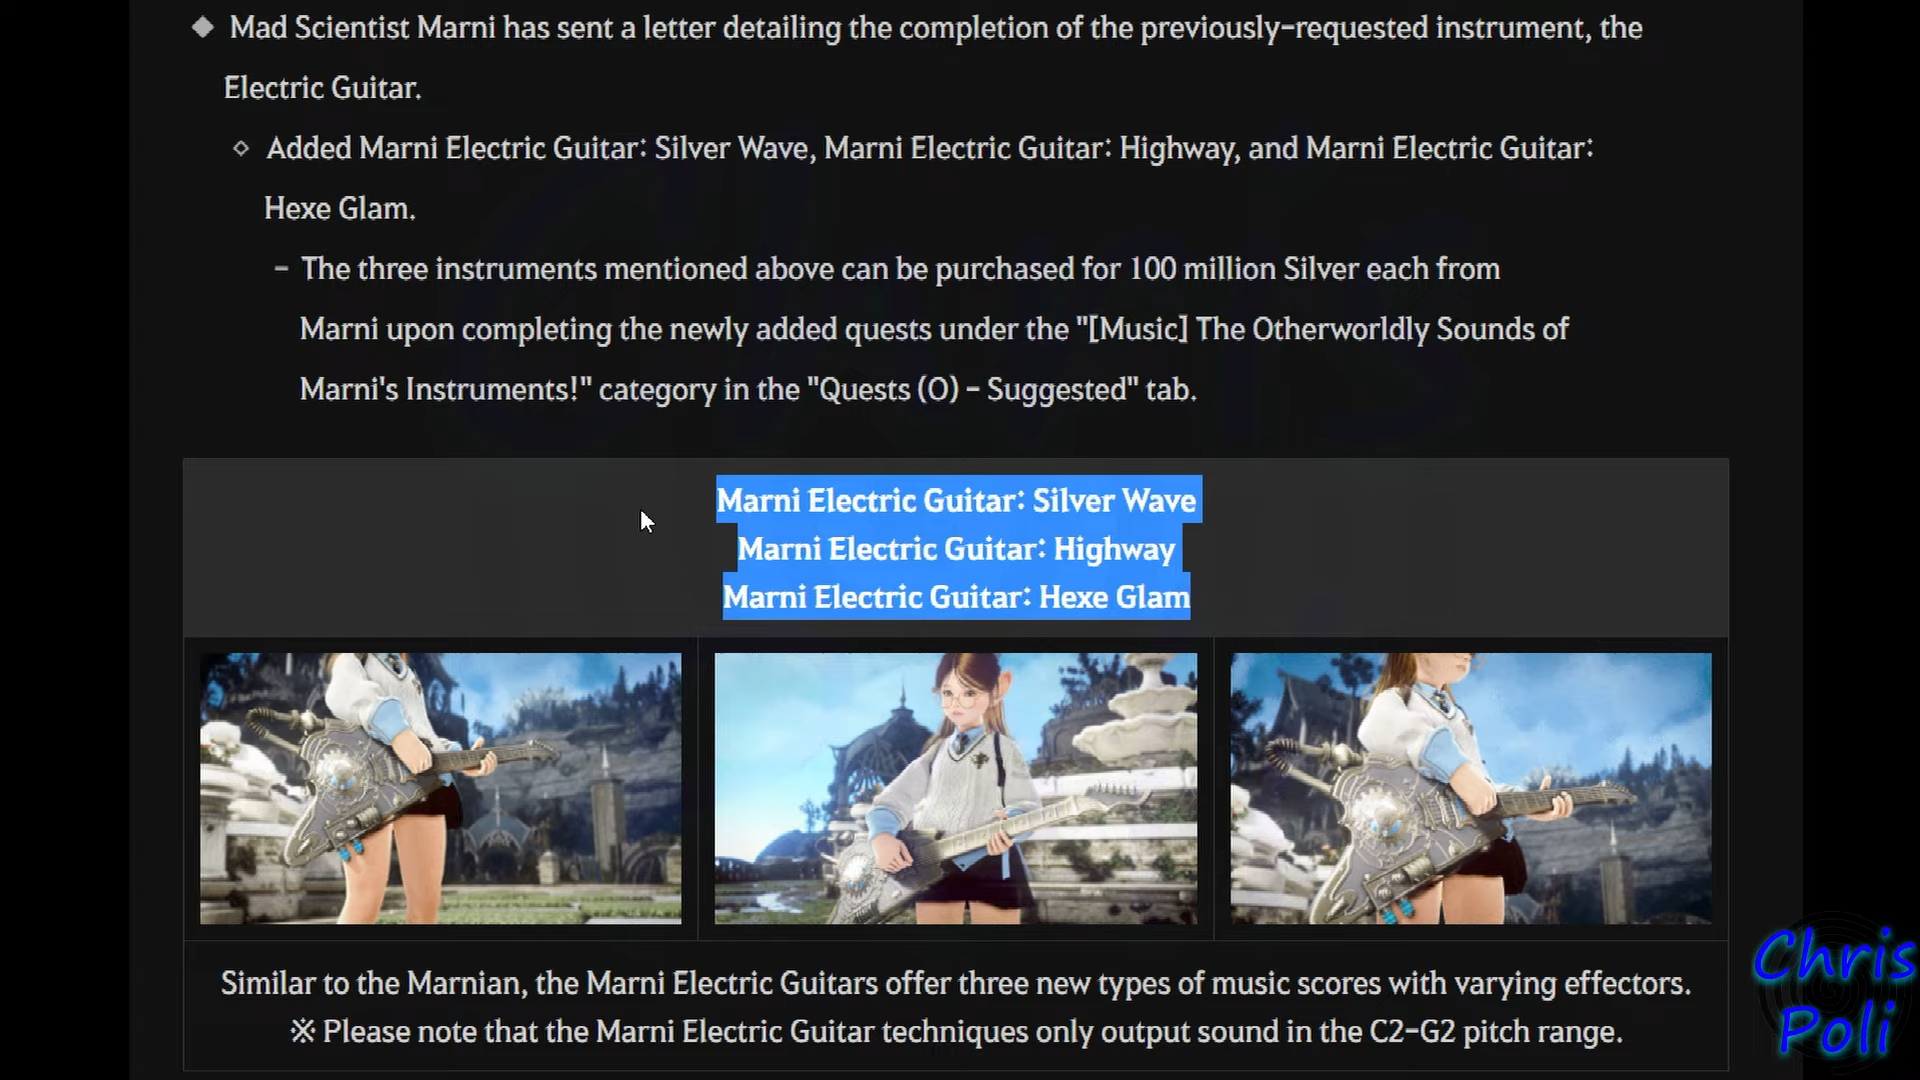 ◆ Mad Scientist Marni has sent a letter detailing the completion of the previously-requested instrument, the
Electric Guitar.
◇ Added Marni Electric Guitar: Silver Wave, Marni Electric Guitar: Highway, and Marni Electric Guitar:
Hexe Glam.
- The three instruments mentioned above can be purchased for 100 million Silver each from
Marni upon completing the newly added quests under the "[Music] The Otherworldly Sounds of
Marni's Instruments!" category in the "Quests (O) - Suggested" tab.
Marni Electric Guitar: Silver Wave
Marni Electric Guitar: Highway
Marni Electric Guitar: Hexe Glam
Similar to the Marnian, the Marni Electric Guitars offer three new types of music scores with varying effectors.
※ Please note that the Marni Electric Guitar techniques only output sound in the C2-G2 pitch range.
Chris
Poli